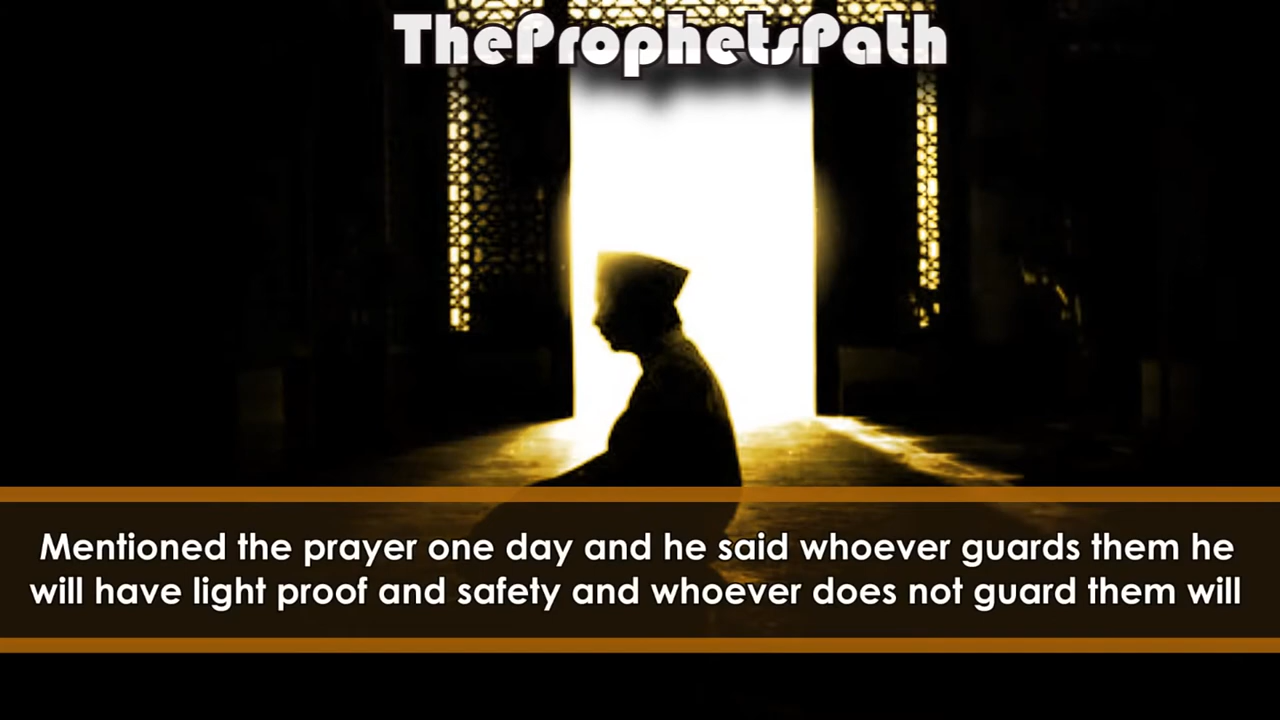 TheProphetsPath
Mentioned the prayer one day and he said whoever guards them he
will have light proof and safety and whoever does not guard them will